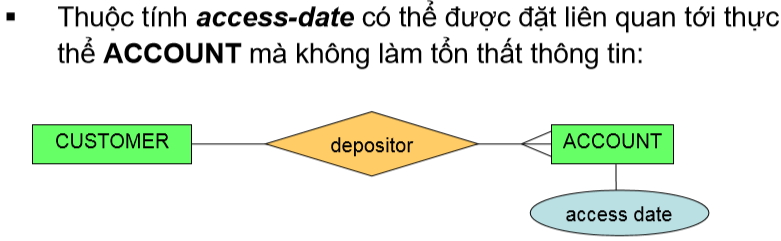 ▪ Thuộc tính access-date có thể được đặt liên quan tới thực
thể ACCOUNT mà không làm tổn thất thông tin:
CUSTOMER
depositor
ACCOUNT
access date